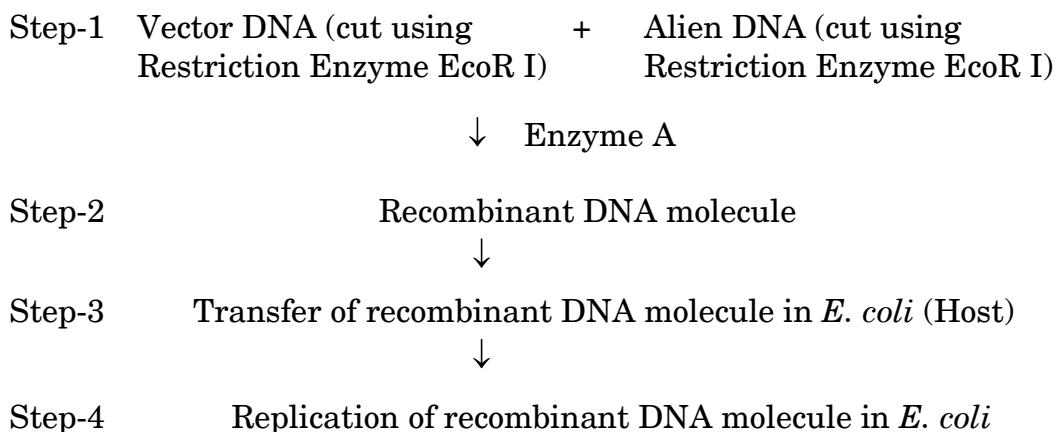 Step-1 Vector DNA (cut using + Alien DNA (cut using
Restriction Enzyme EcoR I) Restriction Enzyme EcoR I)
↓ Enzyme A
Step-2 Recombinant DNA molecule
↓
Step-3 Transfer of recombinant DNA molecule in E. coli (Host)
↓
Step-4 Replication of recombinant DNA molecule in E. coli